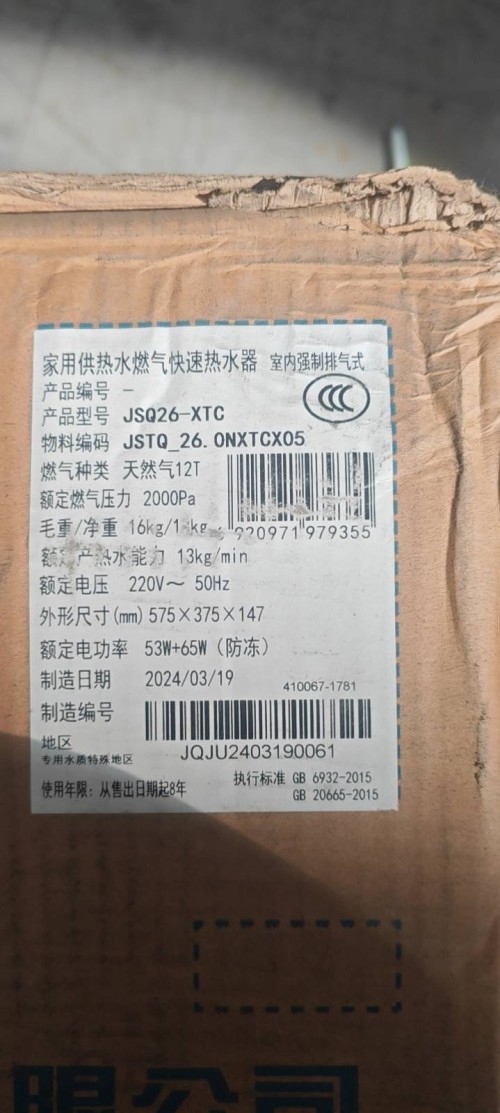 家用供热水燃气快速热水器 室内强制排气式
产品编号 -
CCC
产品型号 JSQ26-XTC
物料编码 JSTQ_26.0NXTCX05
燃气种类 天然气12T
额定燃气压力 2000Pa
毛重/净重 16kg/
920971979355
额定产热水能力 13kg/min
额定电压 220V~ 50Hz
外形尺寸(mm) 575×375×147
额定电功率 53W+65W(防冻)
制造日期 2024/03/19
410067-1781
制造编号
JQJU2403190061
地区
专用水质特殊地区
执行标准 GB 6932-2015
GB 20665-2015
使用年限: 从售出日期起8年
限公司